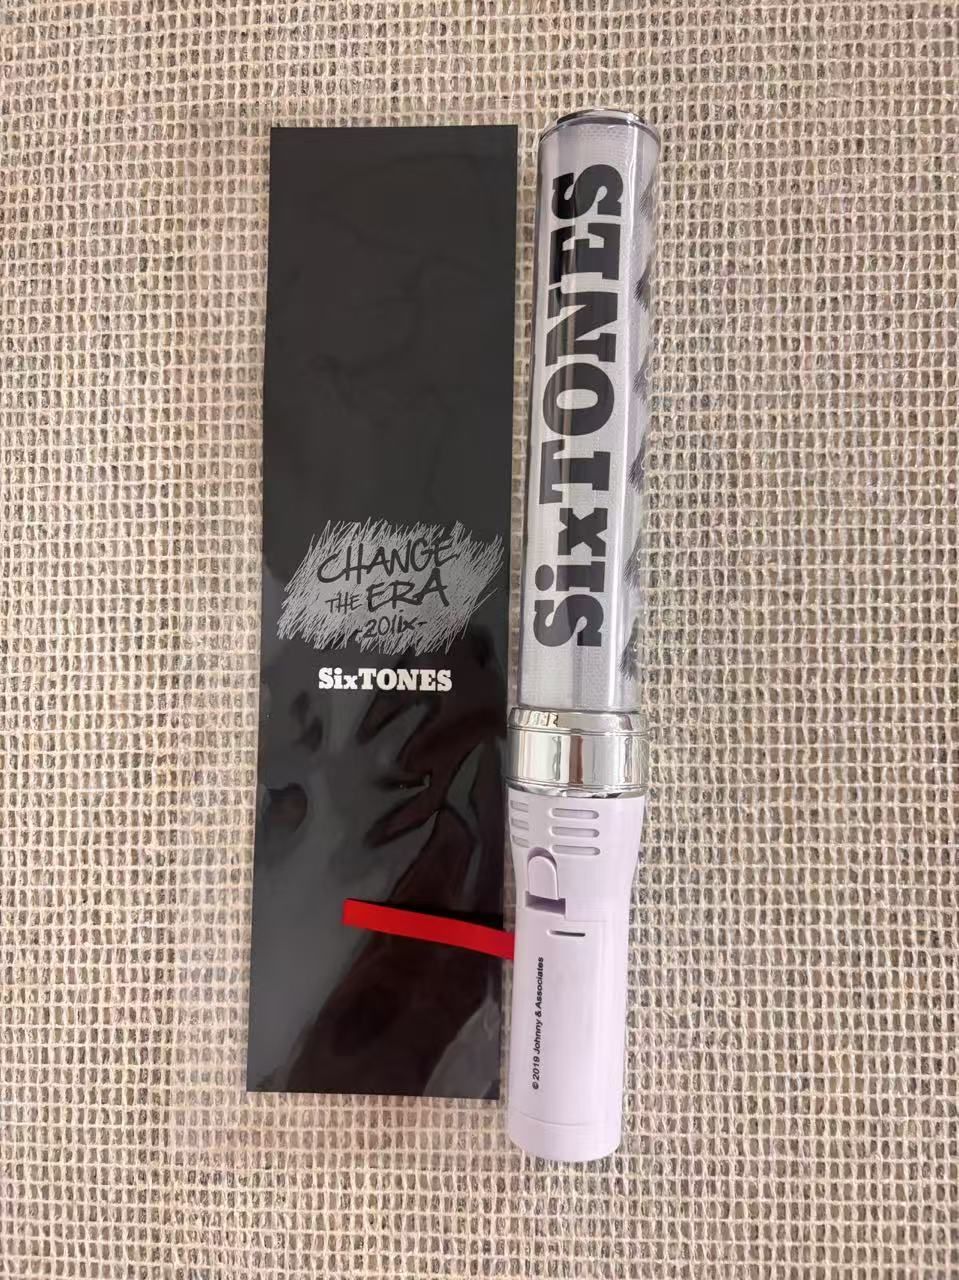 CHANGE
THE ERA
-201ix-
SixTONES
SixTONES
© 2019 Johnny & Associates